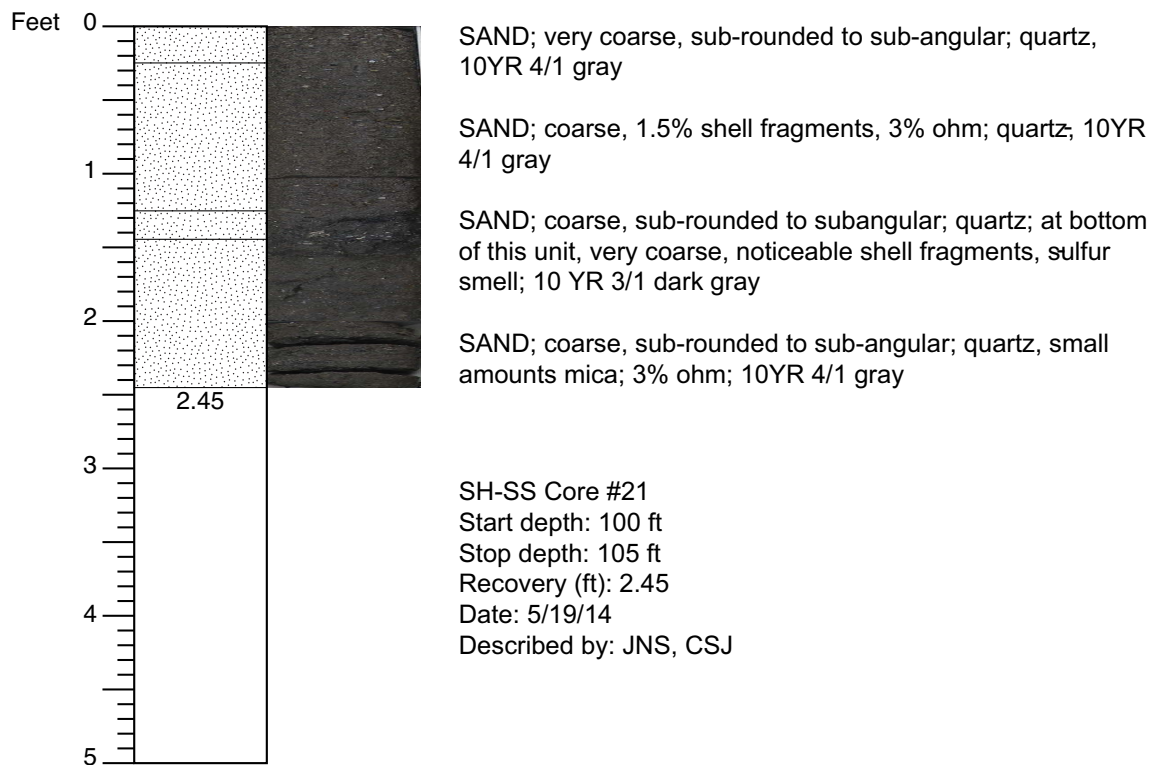 Feet 0
SAND; very coarse, sub-rounded to sub-angular; quartz,
10YR 4/1 gray
SAND; coarse, 1.5% shell fragments, 3% ohm; quartz, 10YR
4/1 gray
1
SAND; coarse, sub-rounded to subangular; quartz; at bottom
of this unit, very coarse, noticeable shell fragments, sulfur
smell; 10 YR 3/1 dark gray
2
SAND; coarse, sub-rounded to sub-angular; quartz, small
amounts mica; 3% ohm; 10YR 4/1 gray
2.45
3
SH-SS Core #21
Start depth: 100 ft
Stop depth: 105 ft
Recovery (ft): 2.45
Date: 5/19/14
4
Described by: JNS, CSJ
5